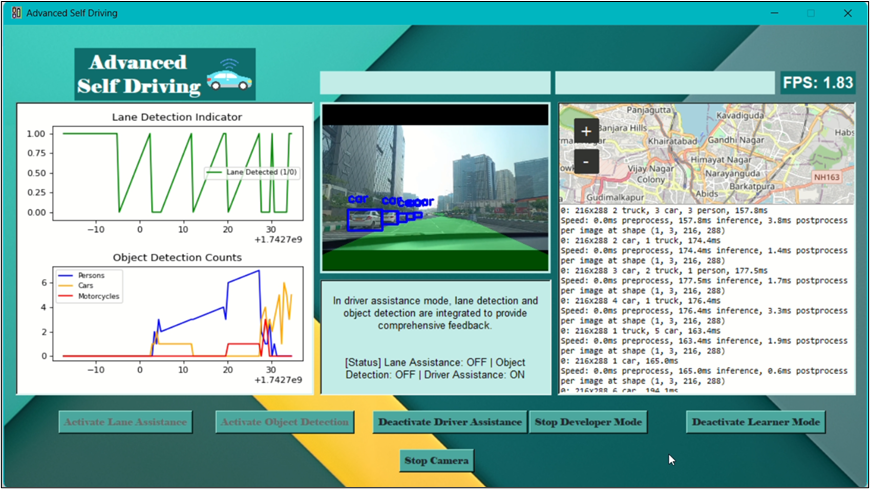 Advanced Self Driving
Advanced
Self Driving
FPS: 1.83
Lane Detection Indicator
1.00
0.75
0.50
0.25
0.00
Lane Detected (1/0)
−10 0 10 20 30
+1.7427e9
Object Detection Counts
Persons
Cars
Motorcycles
6
4
2
0
−10 0 10 20 30
+1.7427e9
car
In driver assistance mode, lane detection and
object detection are integrated to provide
comprehensive feedback.
[Status] Lane Assistance: OFF | Object
Detection: OFF | Driver Assistance: ON
+
-
Panjagutta
Kavadiguda
anjara Hills
Khairatabad
Gandhi Nagar
Habs
Himayat Nagar
Vijay Nagar
Colony
Narayanguda
Barkatpura
NH163
Abids
Gudimalkapur
0: 216x288 2 truck, 3 car, 3 person, 157.8ms
Speed: 0.0ms preprocess, 157.8ms inference, 3.8ms postprocess
per image at shape (1, 3, 216, 288)
0: 216x288 2 car, 1 truck, 174.4ms
Speed: 0.0ms preprocess, 174.4ms inference, 1.4ms postprocess
per image at shape (1, 3, 216, 288)
0: 216x288 3 car, 2 truck, 1 person, 177.5ms
Speed: 0.0ms preprocess, 177.5ms inference, 1.7ms postprocess
per image at shape (1, 3, 216, 288)
0: 216x288 4 car, 1 truck, 176.4ms
Speed: 0.0ms preprocess, 176.4ms inference, 3.3ms postprocess
per image at shape (1, 3, 216, 288)
0: 216x288 1 truck, 5 car, 163.4ms
Speed: 0.0ms preprocess, 163.4ms inference, 1.9ms postprocess
per image at shape (1, 3, 216, 288)
0: 216x288 1 car, 165.0ms
Speed: 0.0ms preprocess, 165.0ms inference, 0.6ms postprocess
per image at shape (1, 3, 216, 288)
0: 216x288 6 car, 194.1ms
Activate Lane Assistance
Activate Object Detection
Deactivate Driver Assistance
Stop Developer Mode
Deactivate Learner Mode
Stop Camera